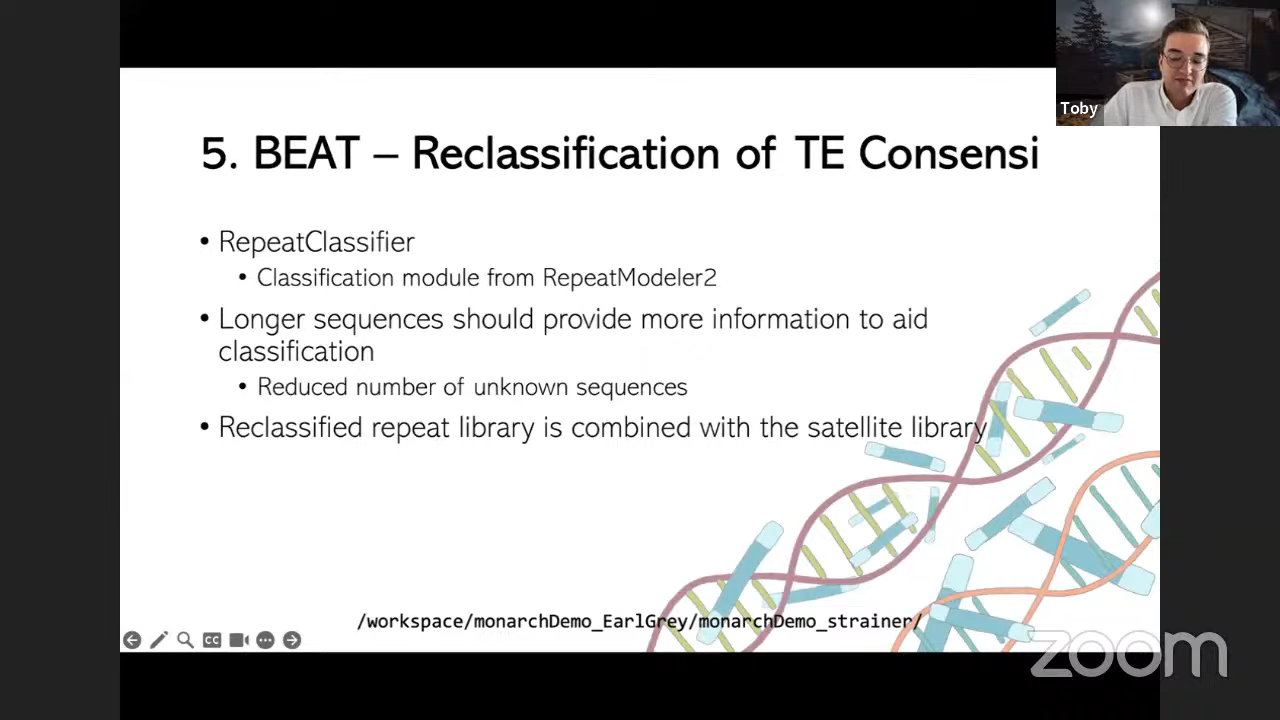 Toby
5. BEAT – Reclassification of TE Consensi
• RepeatClassifier
• Classification module from RepeatModeler2
• Longer sequences should provide more information to aid
classification
• Reduced number of unknown sequences
• Reclassified repeat library is combined with the satellite library
/workspace/monarchDemo_EarlGrey/monarchDemo_strainer/
CC
zoom